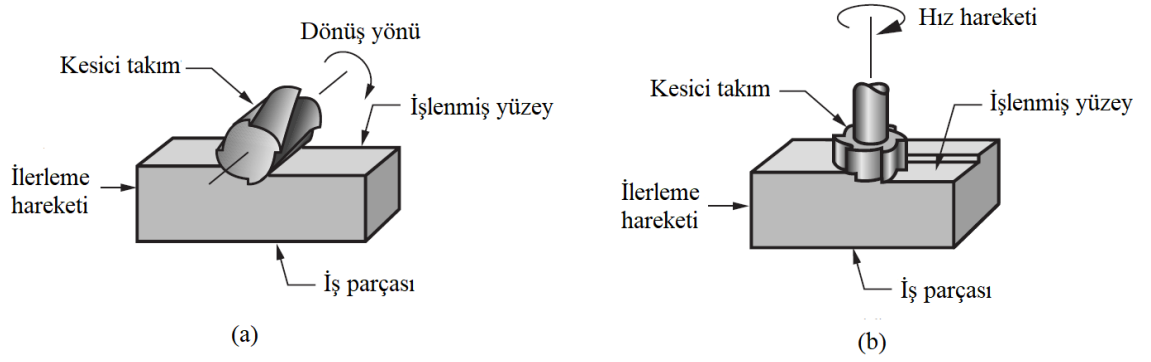 Dönüş yönü
Kesici takım
İşlenmiş yüzey
İlerleme
hareketi
İş parçası
(a)
Hız hareketi
Kesici takım
İşlenmiş yüzey
İlerleme
hareketi
İş parçası
(b)